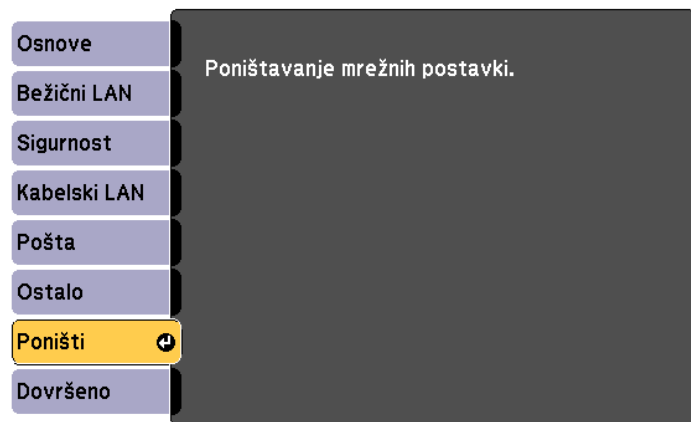 Osnove
Bežični LAN
Sigurnost
Kabelski LAN
Pošta
Ostalo
Poništi
Dovršeno
Poništavanje mrežnih postavki.